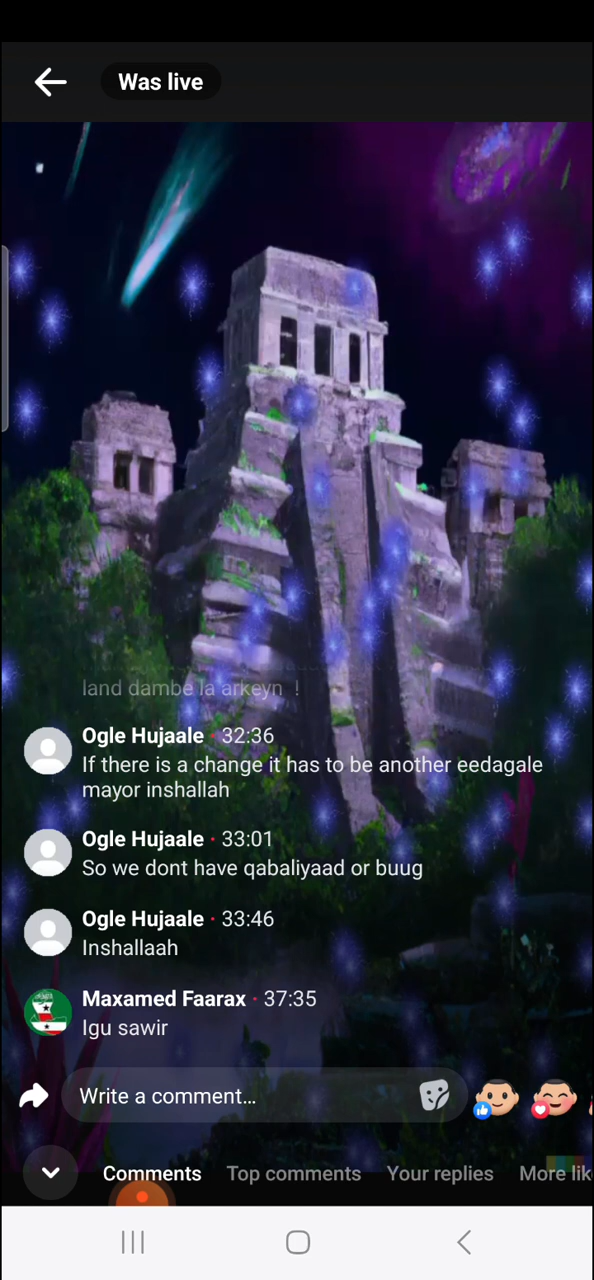 Was live
land dambe la arkeyn !
Ogle Hujaale · 32:36
If there is a change it has to be another eedagale
mayor inshallah
Ogle Hujaale · 33:01
So we dont have qabaliyaad or buug
Ogle Hujaale · 33:46
Inshallaah
Maxamed Faarax · 37:35
Igu sawir
Write a comment...
Comments Top comments Your replies More lik